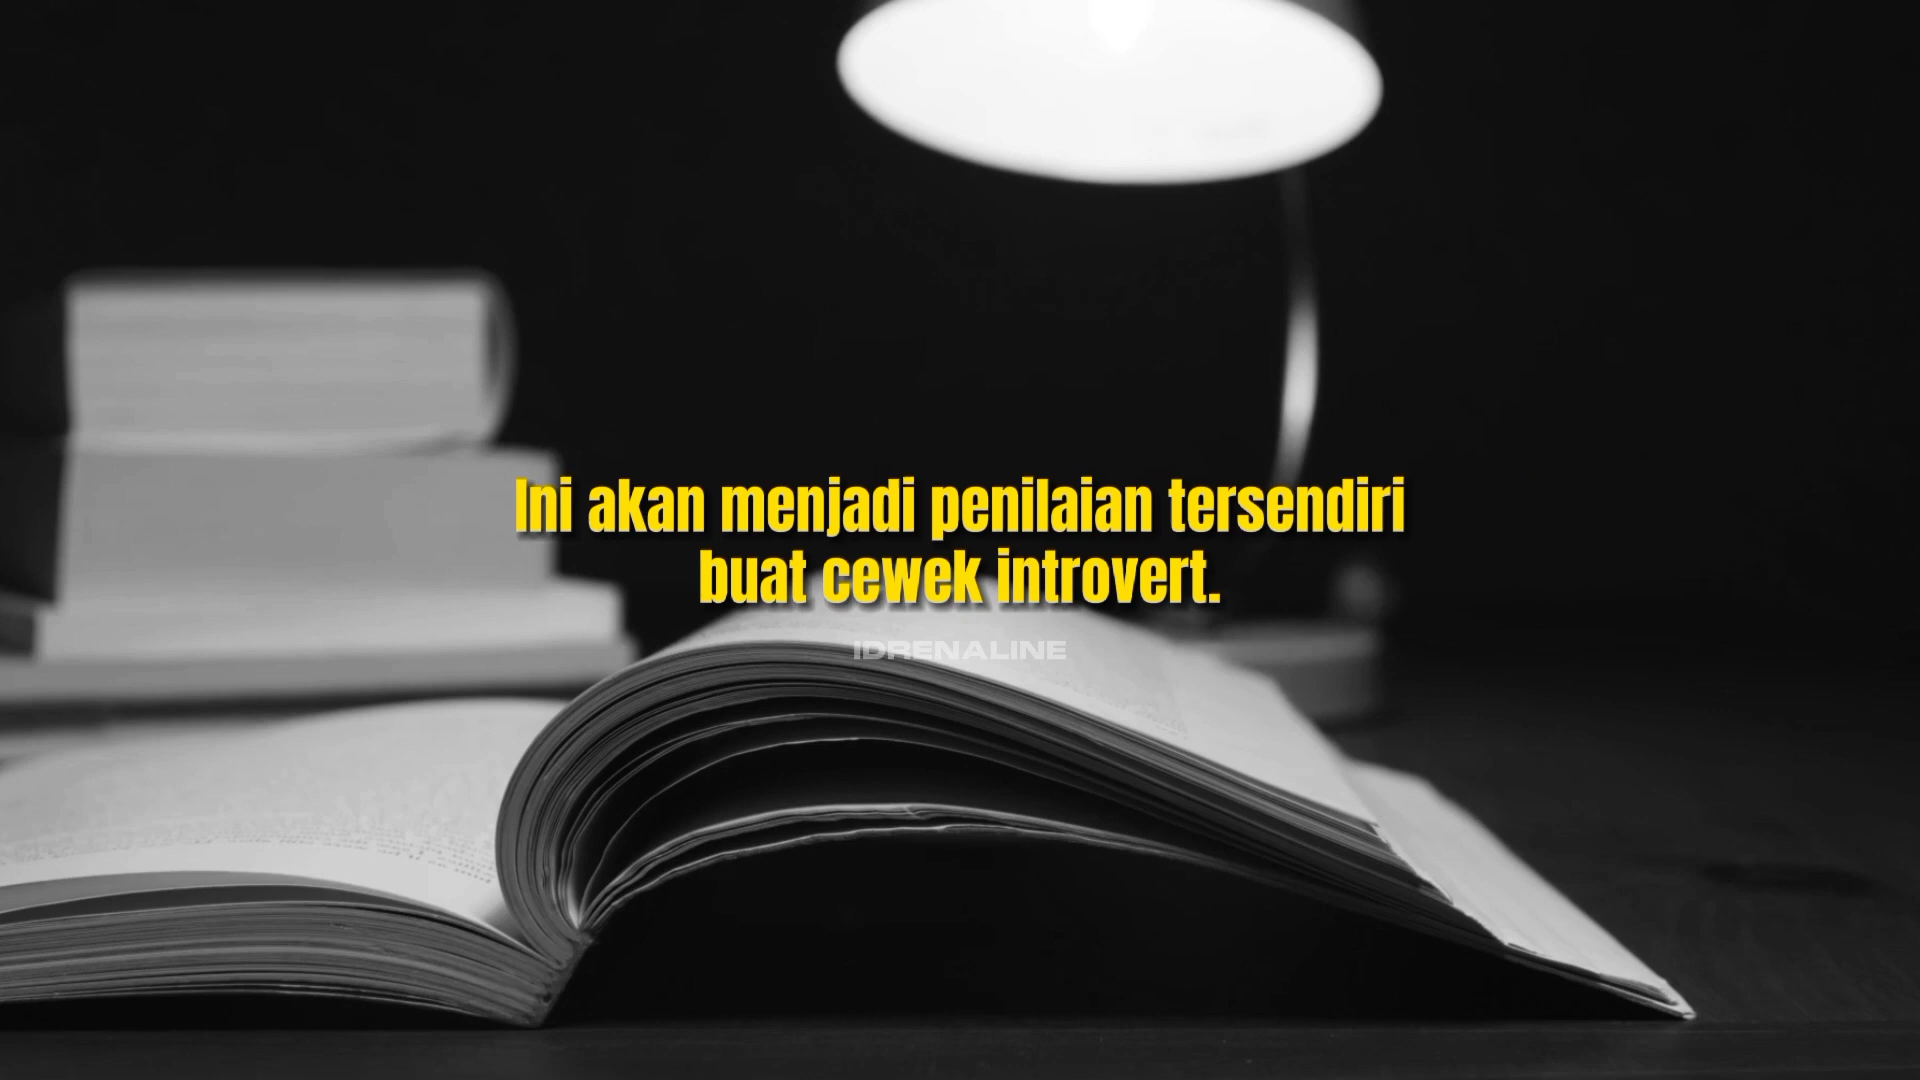 Ini akan menjadi penilaian tersendiri
buat cewek introvert.
IDRENALINE